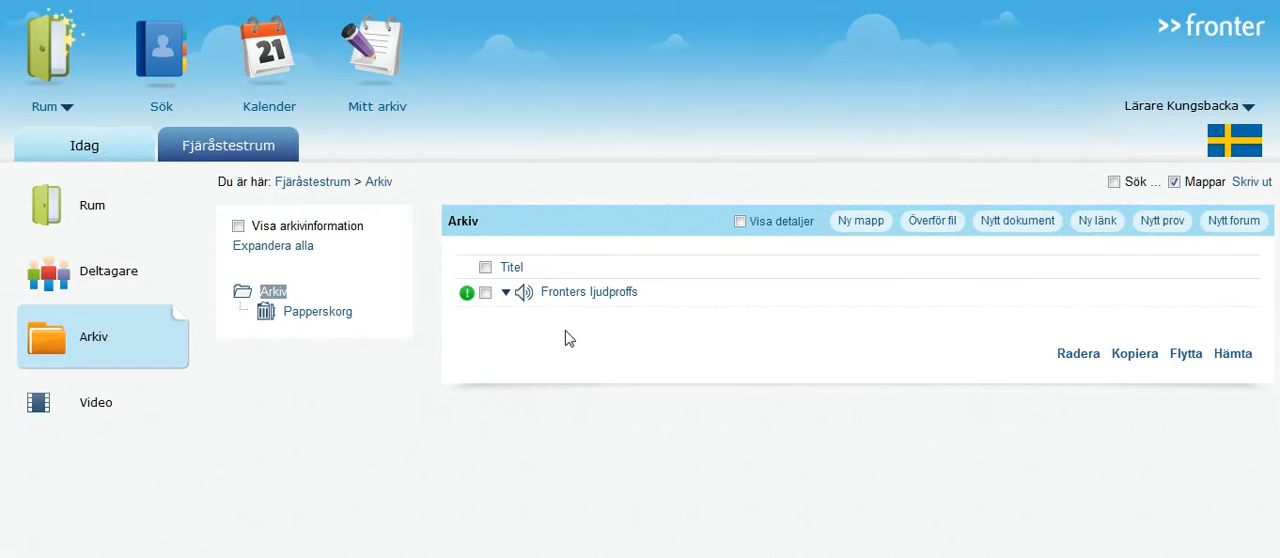 >> fronter
21
Rum
Sök
Kalender
Mitt arkiv
Lärare Kungsbacka
Idag
Fjäråstestrum
Du är här: Fjäråstestrum > Arkiv
Sök ...
Mappar
Skriv ut
Rum
Deltagare
Arkiv
Video
Visa arkivinformation
Expandera alla
Arkiv
Papperskorg
Arkiv
Visa detaljer
Ny mapp
Överför fil
Nytt dokument
Ny länk
Nytt prov
Nytt forum
Titel
Fronters ljudproffs
Radera
Kopiera
Flytta
Hämta